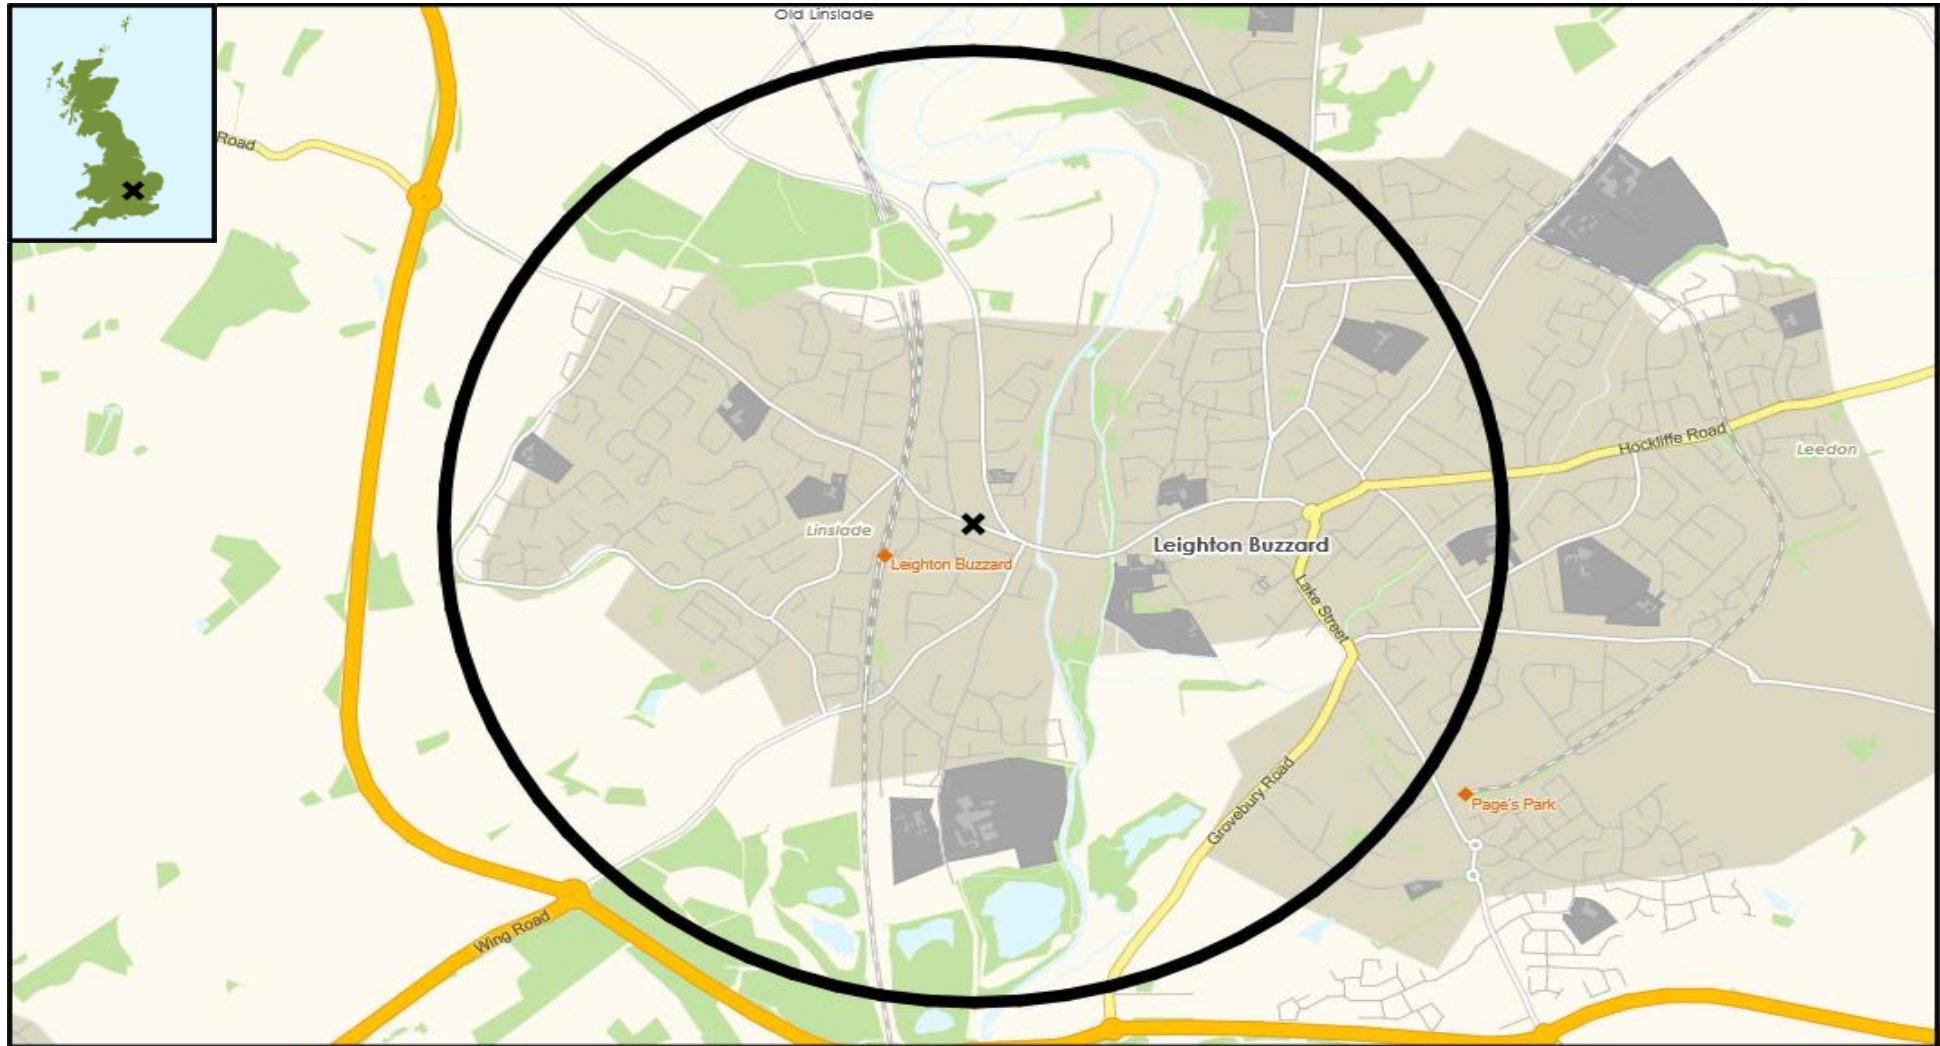 Old Linslade
Road
Hockliffe Road
Leedon
Linslade
Leighton Buzzard
Leighton Buzzard
Lake Street
Grovebury Road
Page's Park
Wing Road